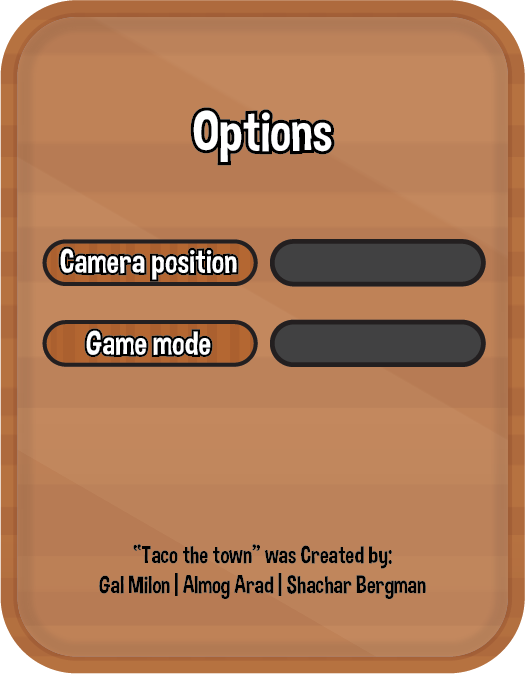 Options
Camera position
Game mode
“Taco the town” was Created by:
Gal Milon | Almog Arad | Shachar Bergman